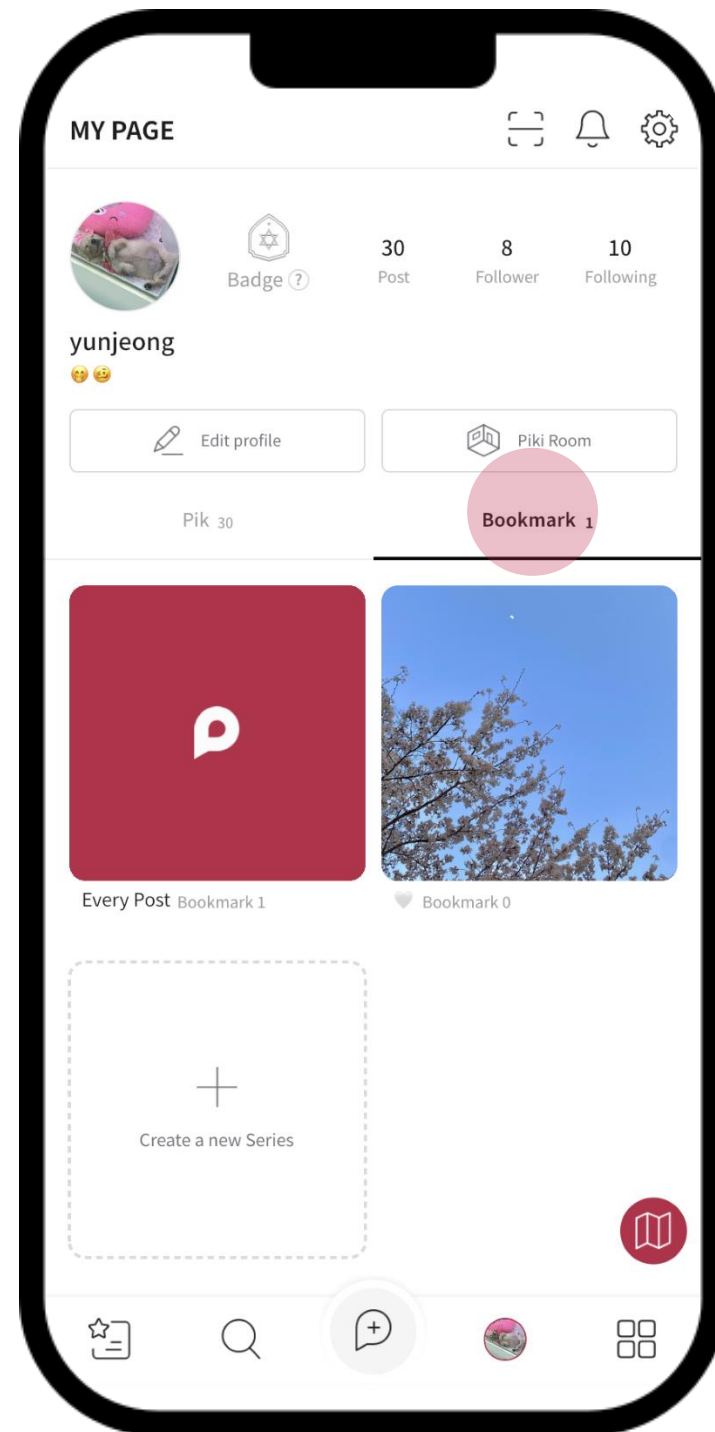 MY PAGE
30 8 10
Badge ? Post Follower Following
yunjeong
🤭🥴
Edit profile Piki Room
Pik 30 Bookmark 1
Every Post Bookmark 1 🤍 Bookmark 0
Create a new Series